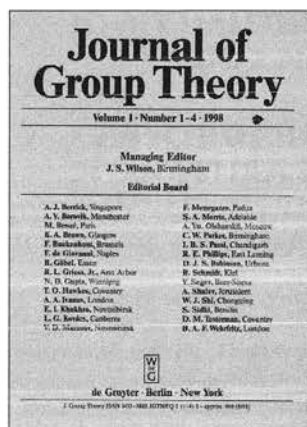 Journal of
Group Theory
Volume 1 · Number 1–4 · 1998
Managing Editor
J. S. Wilson, Birmingham
Editorial Board
A. J. Berrick, Singapore
A. V. Borovik, Manchester
M. Broué, Paris
K. A. Brown, Glasgow
F. Buekenhout, Brussels
F. de Giovanni, Naples
R. Göbel, Essen
R. L. Griess, Jr., Ann Arbor
N. D. Gupta, Winnipeg
T. O. Hawkes, Coventry
A. A. Ivanov, London
E. I. Khukhro, Novosibirsk
L. G. Kovács, Canberra
V. D. Mazurov, Novosibirsk
F. Menegazzo, Padua
S. A. Morris, Adelaide
A. Yu. Olshanskii, Moscow
C. W. Parker, Birmingham
I. B. S. Passi, Chandigarh
R. E. Phillips, East Lansing
D. J. S. Robinson, Urbana
R. Schmidt, Kiel
Y. Segev, Beer-Sheva
A. Shalev, Jerusalem
W. J. Shi, Chongqing
S. Sidki, Brasilia
D. M. Testerman, Coventry
B. A. F. Wehrfritz, London
W
DE
G
de Gruyter · Berlin · New York
J. Group Theory ISSN